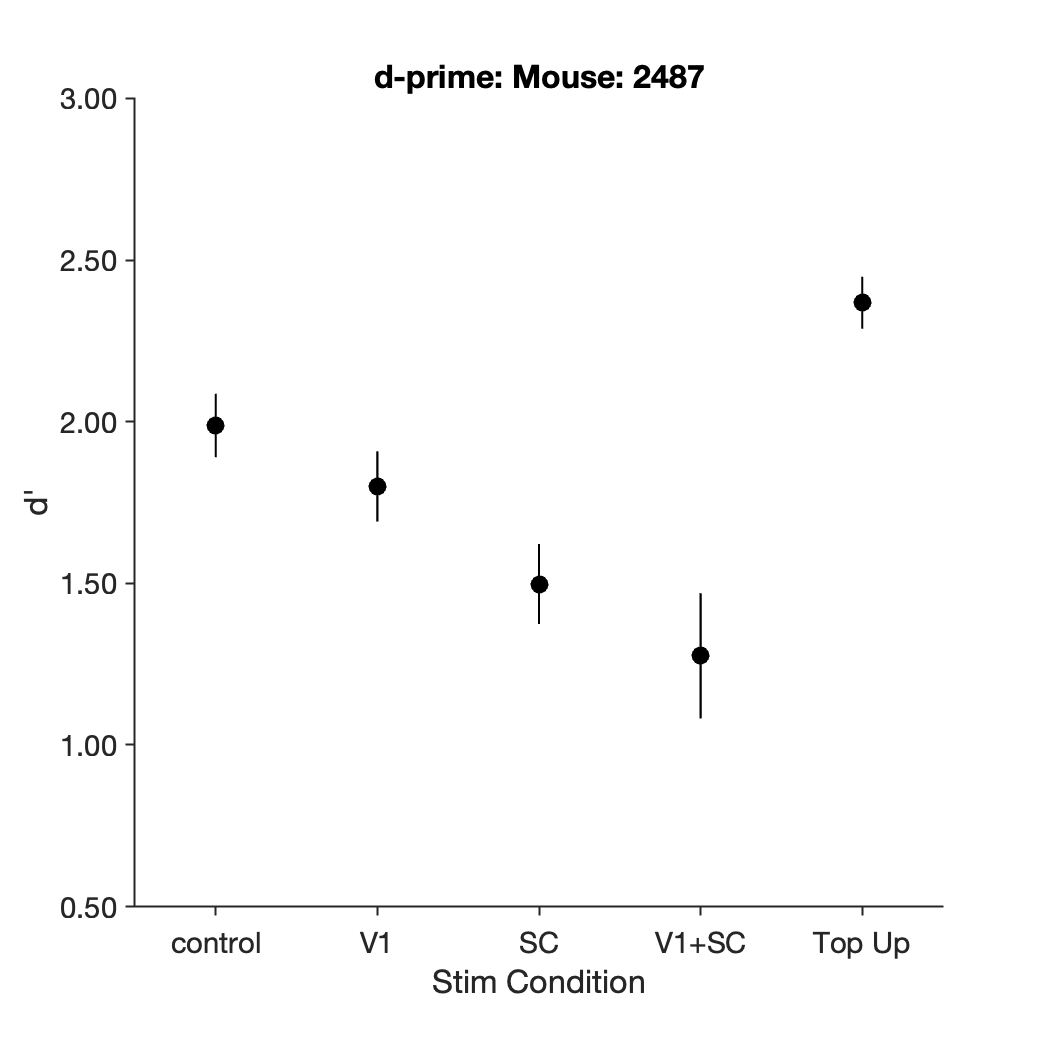 d-prime: Mouse: 2487
3.00
2.50
2.00
1.50
1.00
0.50
d'
control V1 SC V1+SC Top Up
Stim Condition